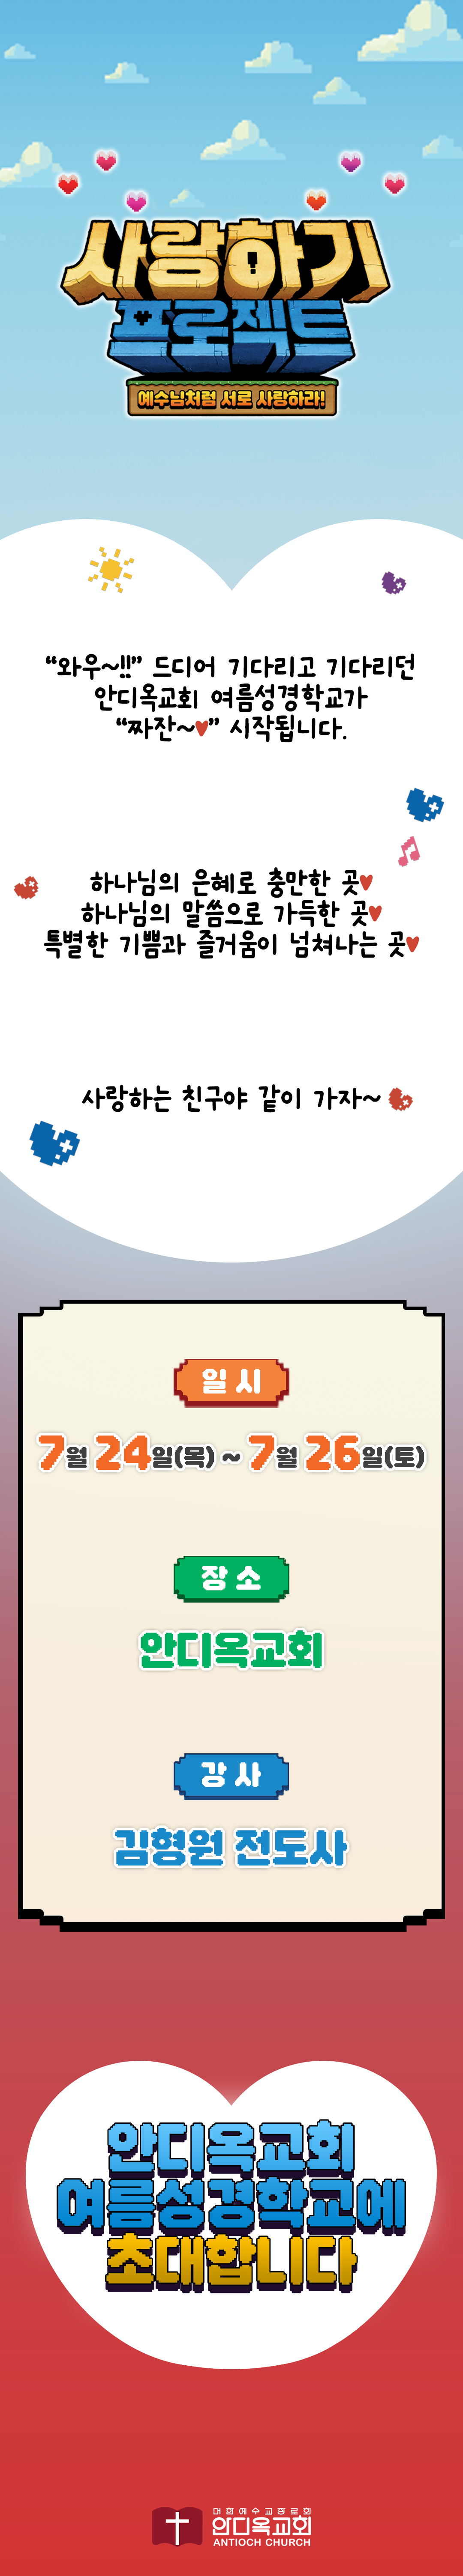 사랑하기
프로젝트
예수님처럼 서로 사랑하라!
“와우~!!” 드디어 기다리고 기다리던
안디옥교회 여름성경학교가
“짜잔~♥” 시작됩니다.
하나님의 은혜로 충만한 곳♥
하나님의 말씀으로 가득한 곳♥
특별한 기쁨과 즐거움이 넘쳐나는 곳♥
사랑하는 친구야 같이 가자~
일 시
7월 24일(목) ~ 7월 26일(토)
장 소
안디옥교회
강 사
김형원 전도사
안디옥교회
여름성경학교에
초대합니다
대한예수교장로회
안디옥교회
ANTIOCH CHURCH